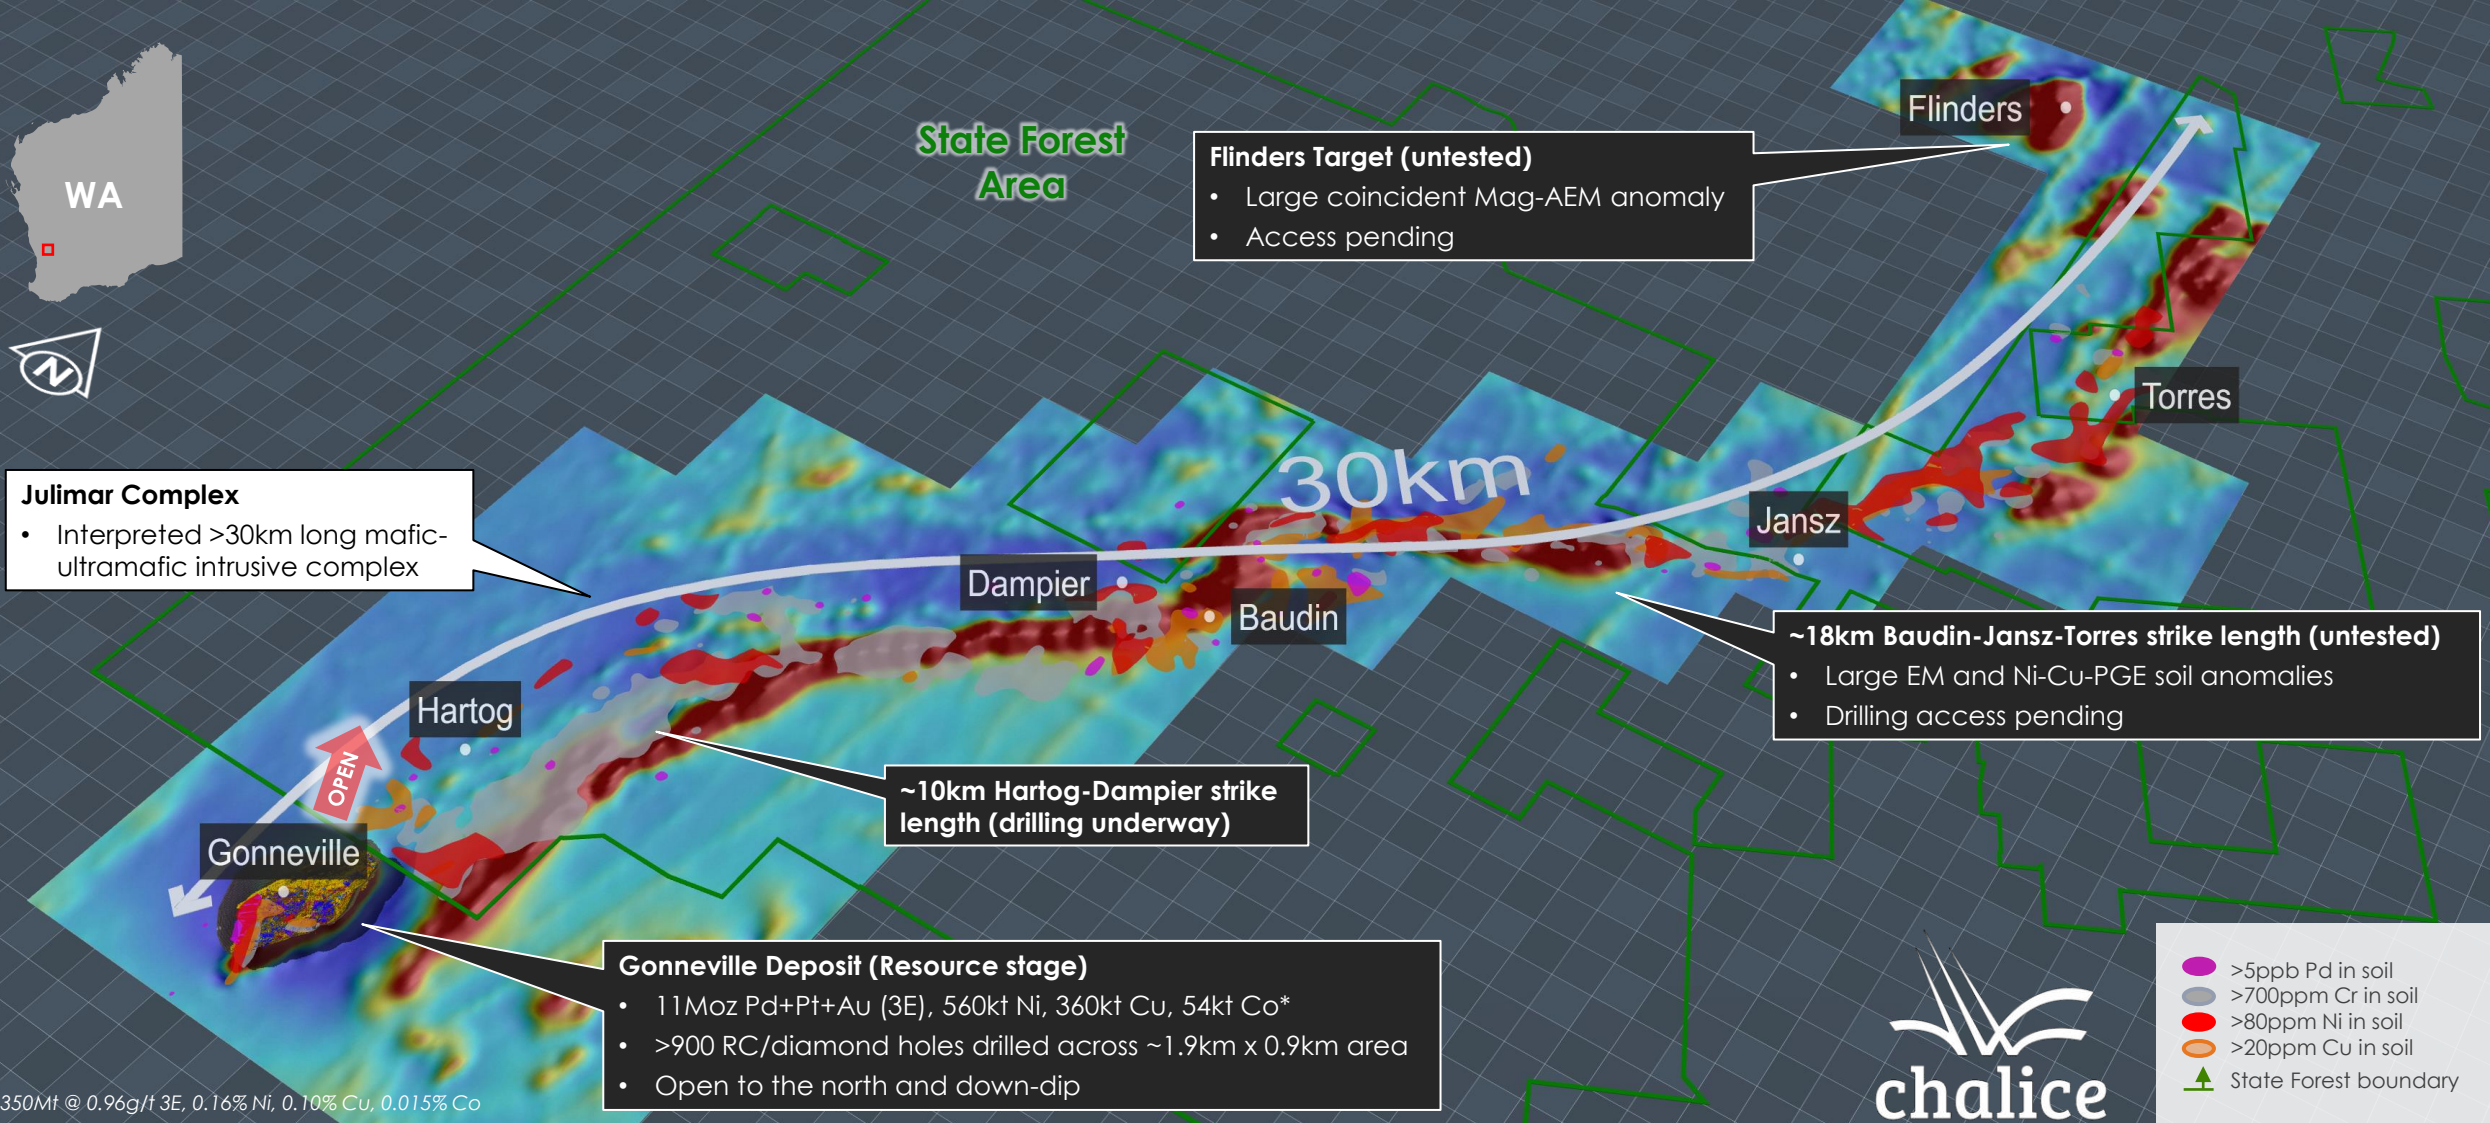 WA
N
State Forest
Area
Flinders
Flinders Target (untested)
• Large coincident Mag-AEM anomaly
• Access pending
Torres
30km
Julimar Complex
• Interpreted >30km long mafic-
ultramafic intrusive complex
Jansz
Dampier
Baudin
~18km Baudin-Jansz-Torres strike length (untested)
• Large EM and Ni-Cu-PGE soil anomalies
• Drilling access pending
Hartog
OPEN
~10km Hartog-Dampier strike
length (drilling underway)
Gonneville
Gonneville Deposit (Resource stage)
• 11Moz Pd+Pt+Au (3E), 560kt Ni, 360kt Cu, 54kt Co*
• >900 RC/diamond holes drilled across ~1.9km x 0.9km area
• Open to the north and down-dip
350Mt @ 0.96g/t 3E, 0.16% Ni, 0.10% Cu, 0.015% Co
chalice
>5ppb Pd in soil
>700ppm Cr in soil
>80ppm Ni in soil
>20ppm Cu in soil
State Forest boundary